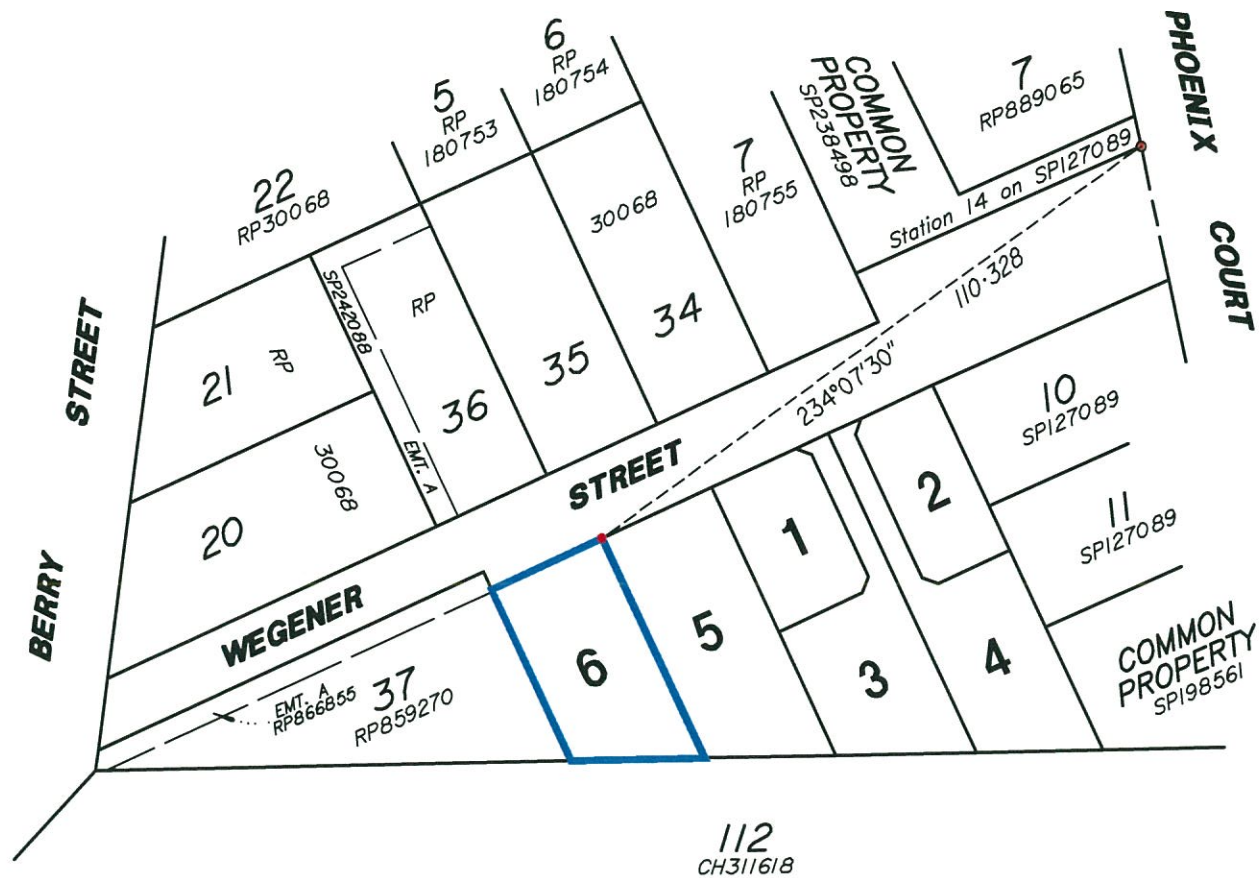 6
RP
180754
5
RP
180753
22
RP30068
COMMON
PROPERTY
SP238498
7
RP889065
PHOENIX
COURT
7
RP
180755
30068
34
35
RP
36
SP242088
EMT. A
21
RP
20
30068
STREET
BERRY
Station 14 on SP127089
110·328
234°07'30"
WEGENER
STREET
10
SP127089
11
SP127089
COMMON
PROPERTY
SP198561
2
1
4
3
5
6
37
RP859270
EMT. A
RP866855
112
CH311618